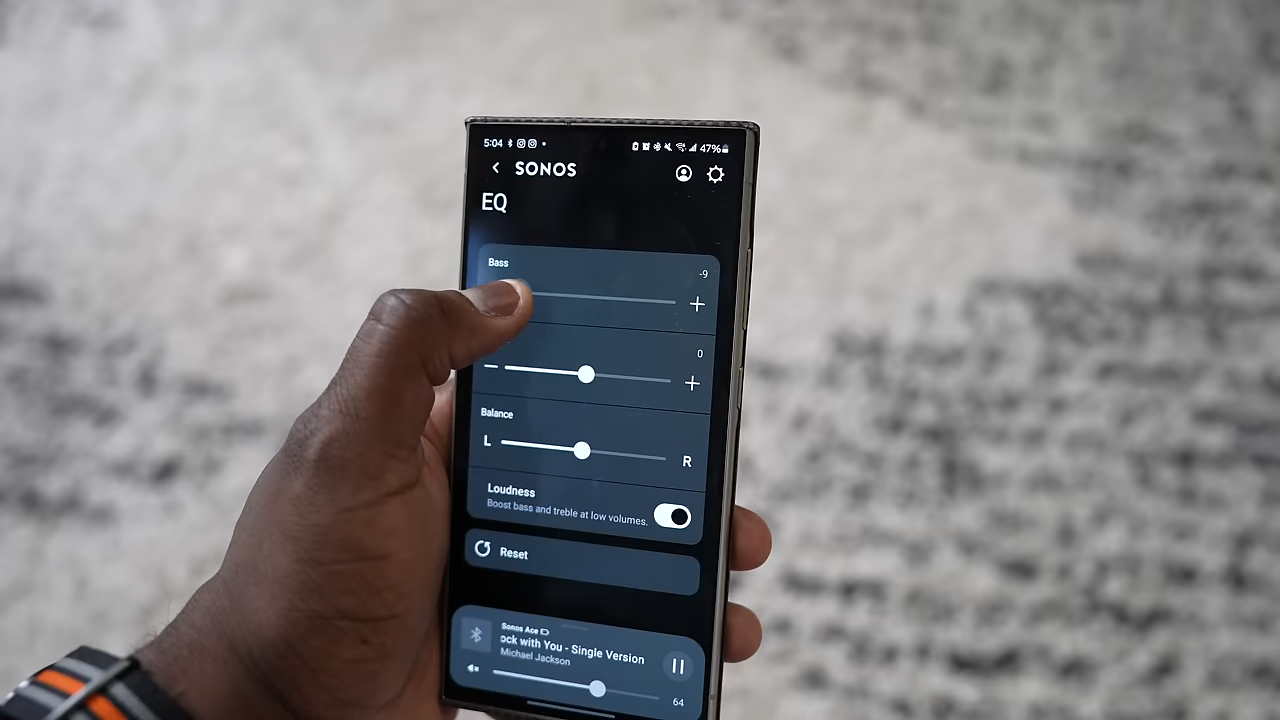 5:04
47%
SONOS
EQ
Bass
-9
0
Balance
L
R
Loudness
Boost bass and treble at low volumes.
Reset
Sonos Ace
ock with You - Single Version
Michael Jackson
64